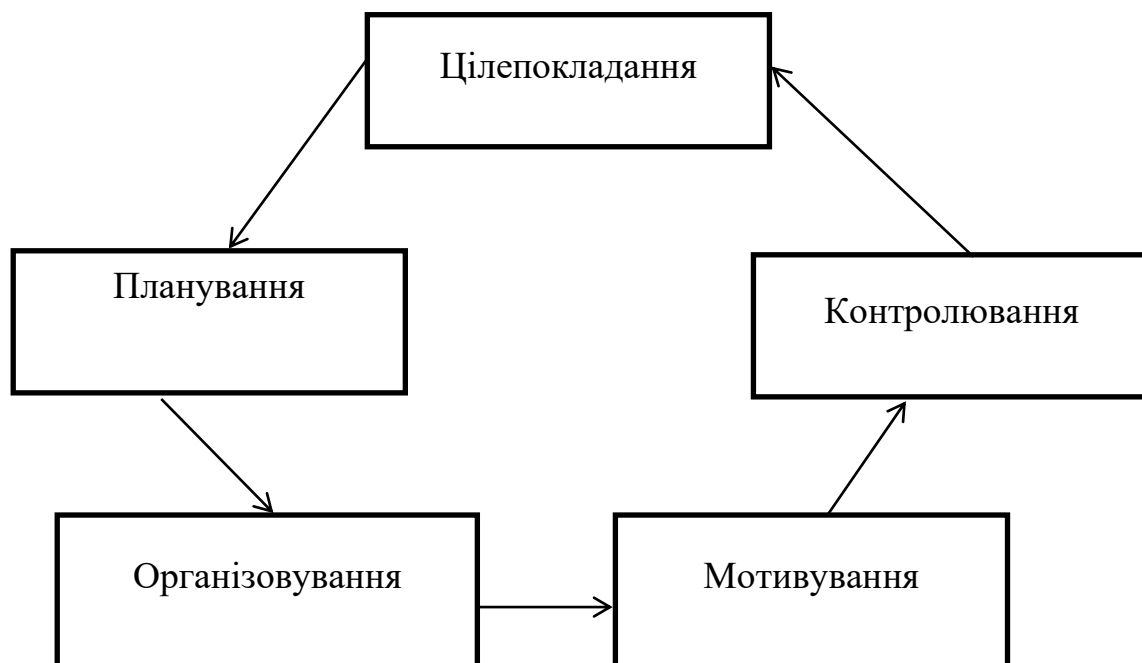 Цілепокладання
Планування
Контролювання
Організовування
Мотивування